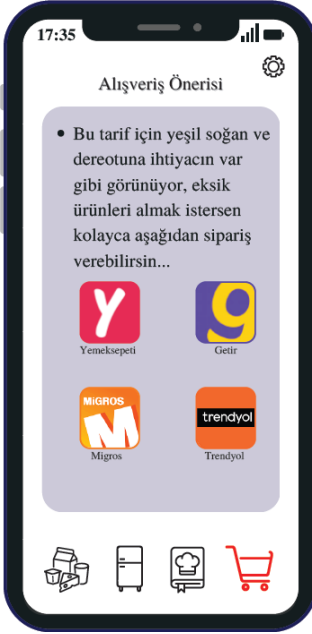 17:35
Alışveriş Önerisi
• Bu tarif için yeşil soğan ve
dereotuna ihtiyacın var
gibi görünüyor, eksik
ürünleri almak istersen
kolayca aşağıdan sipariş
verebilirsin...
y
g
Yemeksepeti
Getir
MiGROS
M
trendyol
Migros
Trendyol